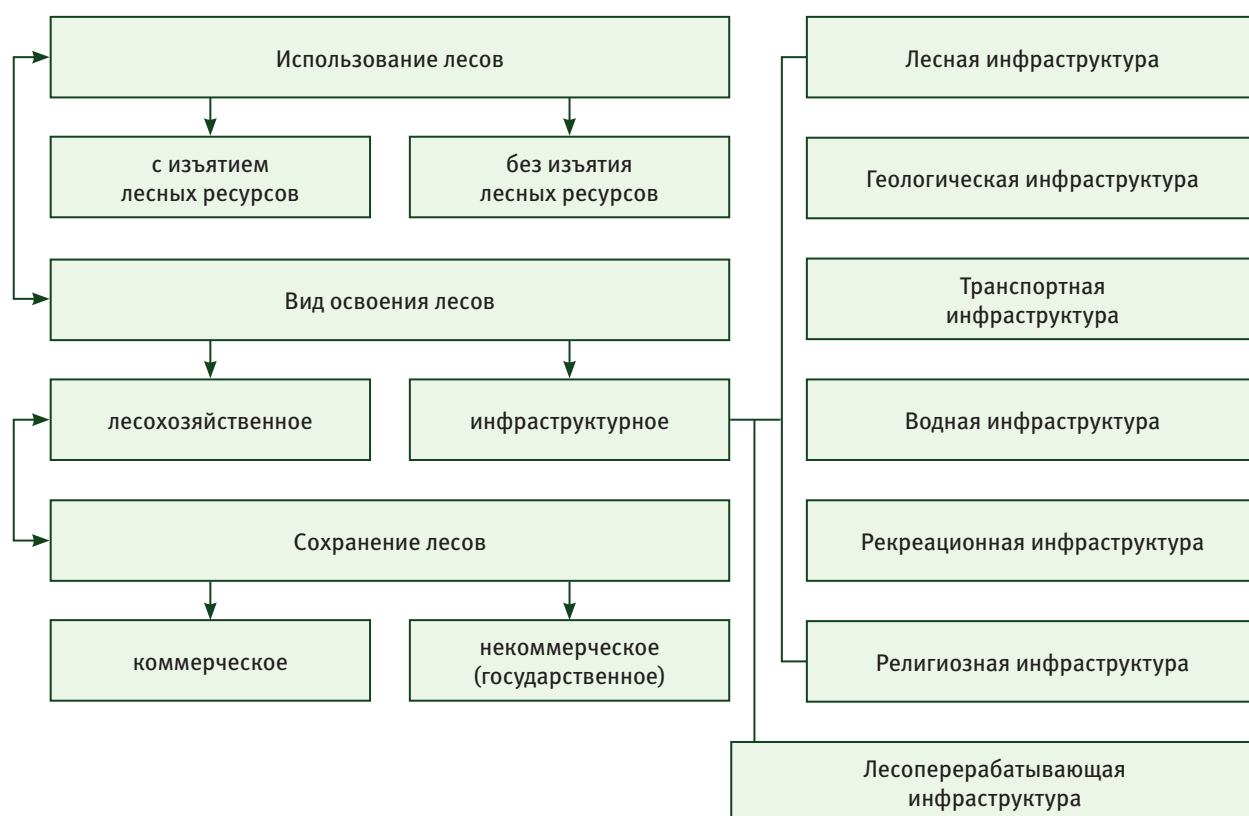 Использование лесов
с изъятием
лесных ресурсов
без изъятия
лесных ресурсов
Вид освоения лесов
лесохозяйственное
инфраструктурное
Сохранение лесов
коммерческое
некоммерческое
(государственное)
Лесная инфраструктура
Геологическая инфраструктура
Транспортная
инфраструктура
Водная инфраструктура
Рекреационная инфраструктура
Религиозная инфраструктура
Лесоперерабатывающая
инфраструктура